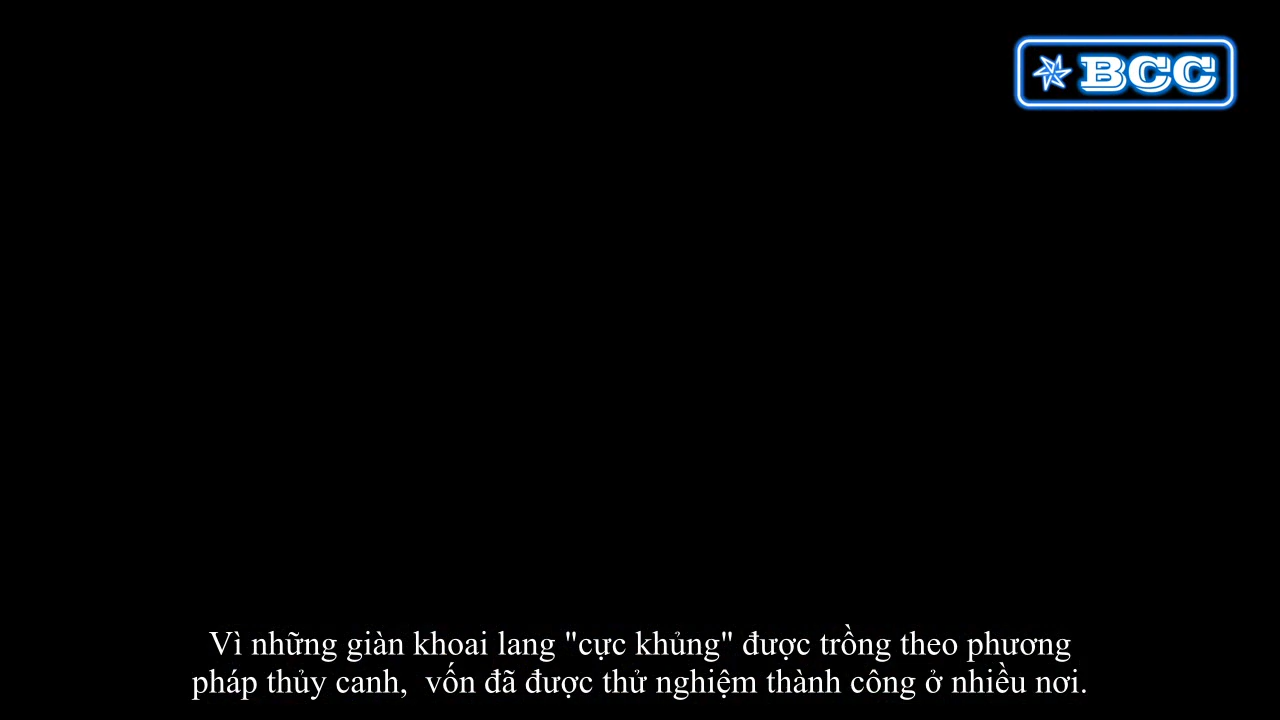 BCC
Vì những giàn khoai lang "cực khủng" được trồng theo phương
pháp thủy canh,  vốn đã được thử nghiệm thành công ở nhiều nơi.